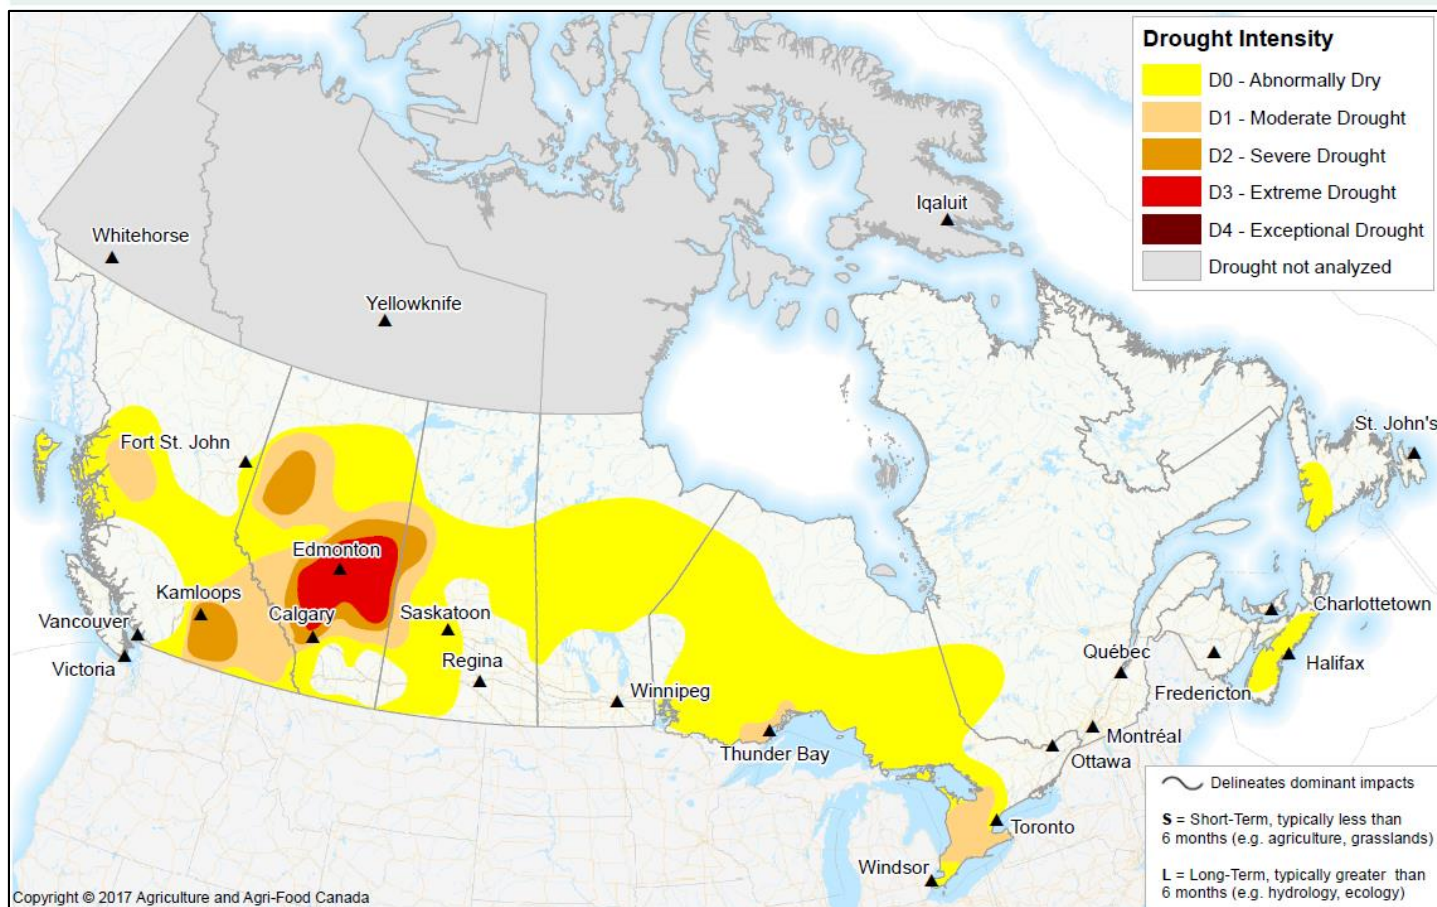 Drought Intensity
D0 - Abnormally Dry
D1 - Moderate Drought
D2 - Severe Drought
D3 - Extreme Drought
D4 - Exceptional Drought
Drought not analyzed
Iqaluit
Whitehorse
Yellowknife
St. John's
Fort St. John
Edmonton
Kamloops
Calgary
Saskatoon
Charlottetown
Vancouver
Victoria
Regina
Québec
Halifax
Winnipeg
Fredericton
Montréal
Thunder Bay
Ottawa
Toronto
Windsor
Delineates dominant impacts
S = Short-Term, typically less than
6 months (e.g. agriculture, grasslands)
L = Long-Term, typically greater than
6 months (e.g. hydrology, ecology)
Copyright © 2017 Agriculture and Agri-Food Canada